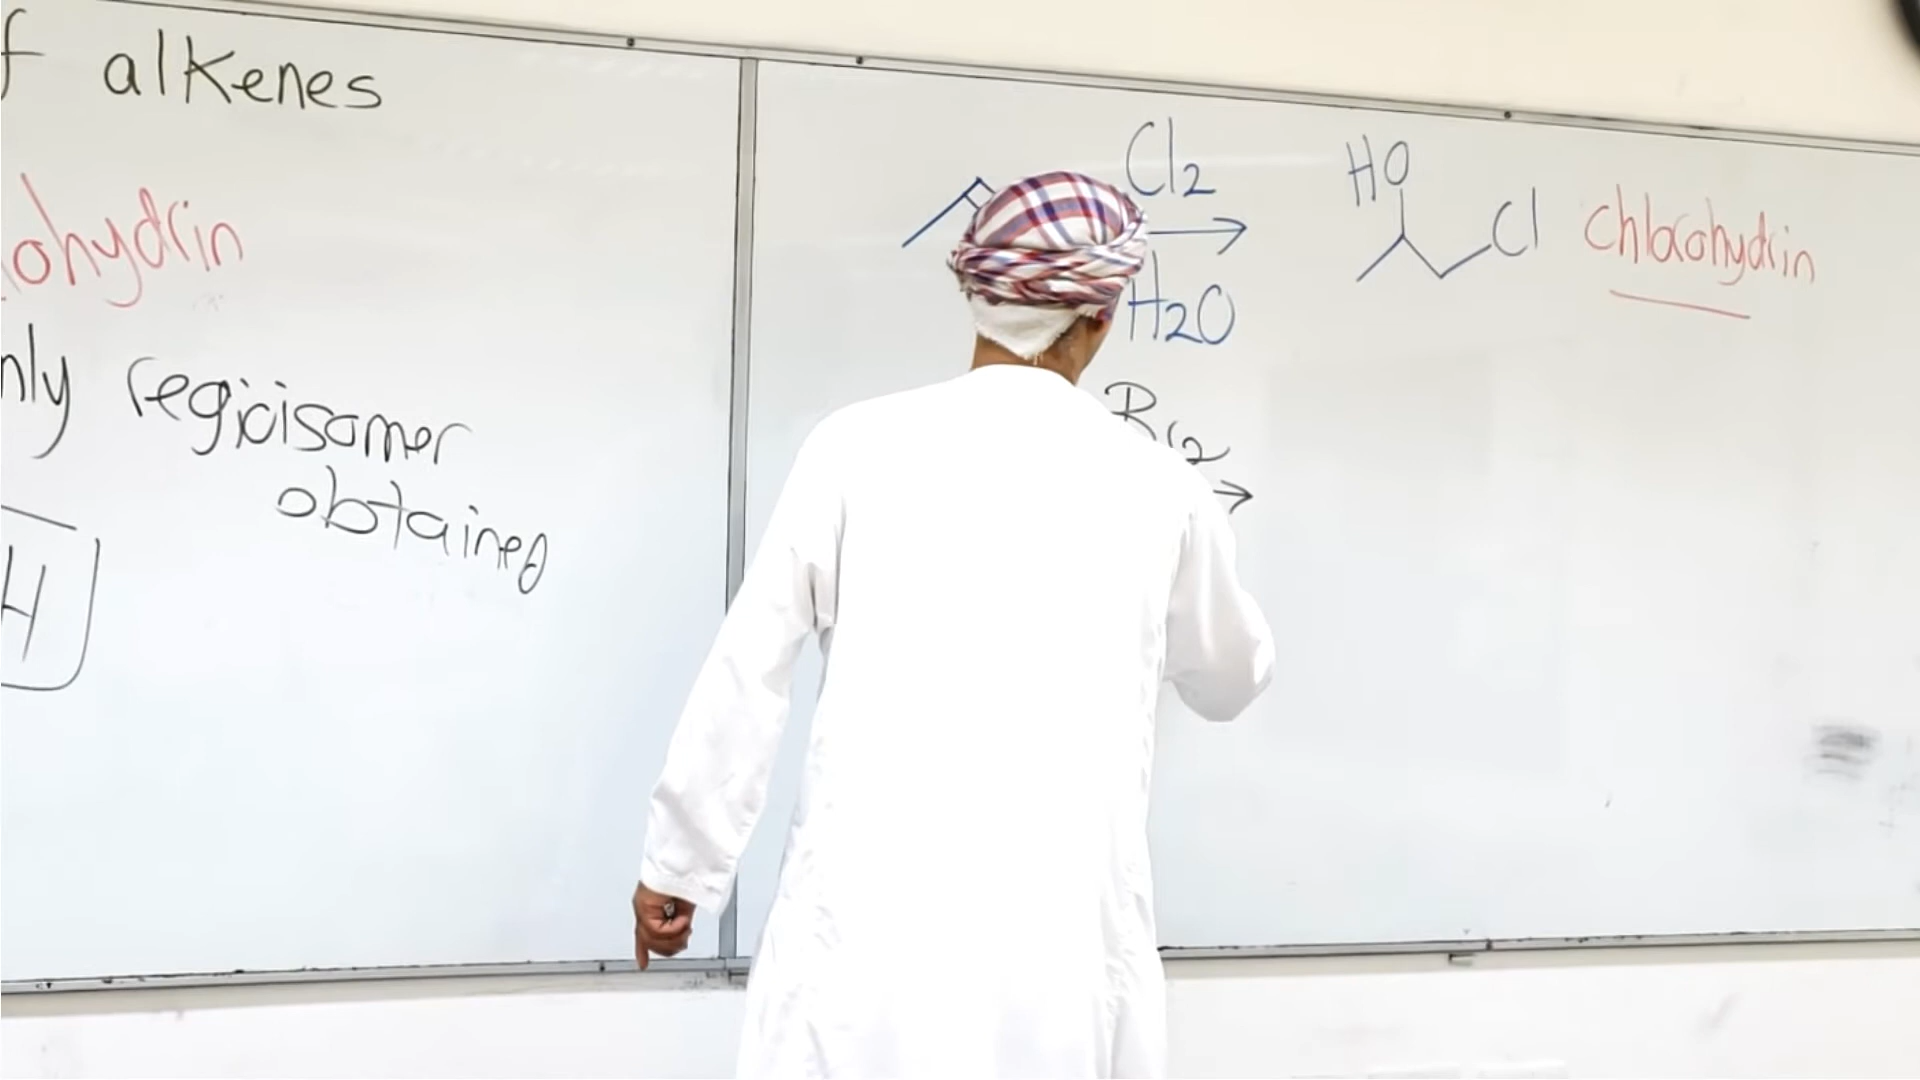 f alkenes
ohydrin
nly regioisomer
obtained
H
Cl2
H2O
HO
Cl
chlorohydrin
Br2